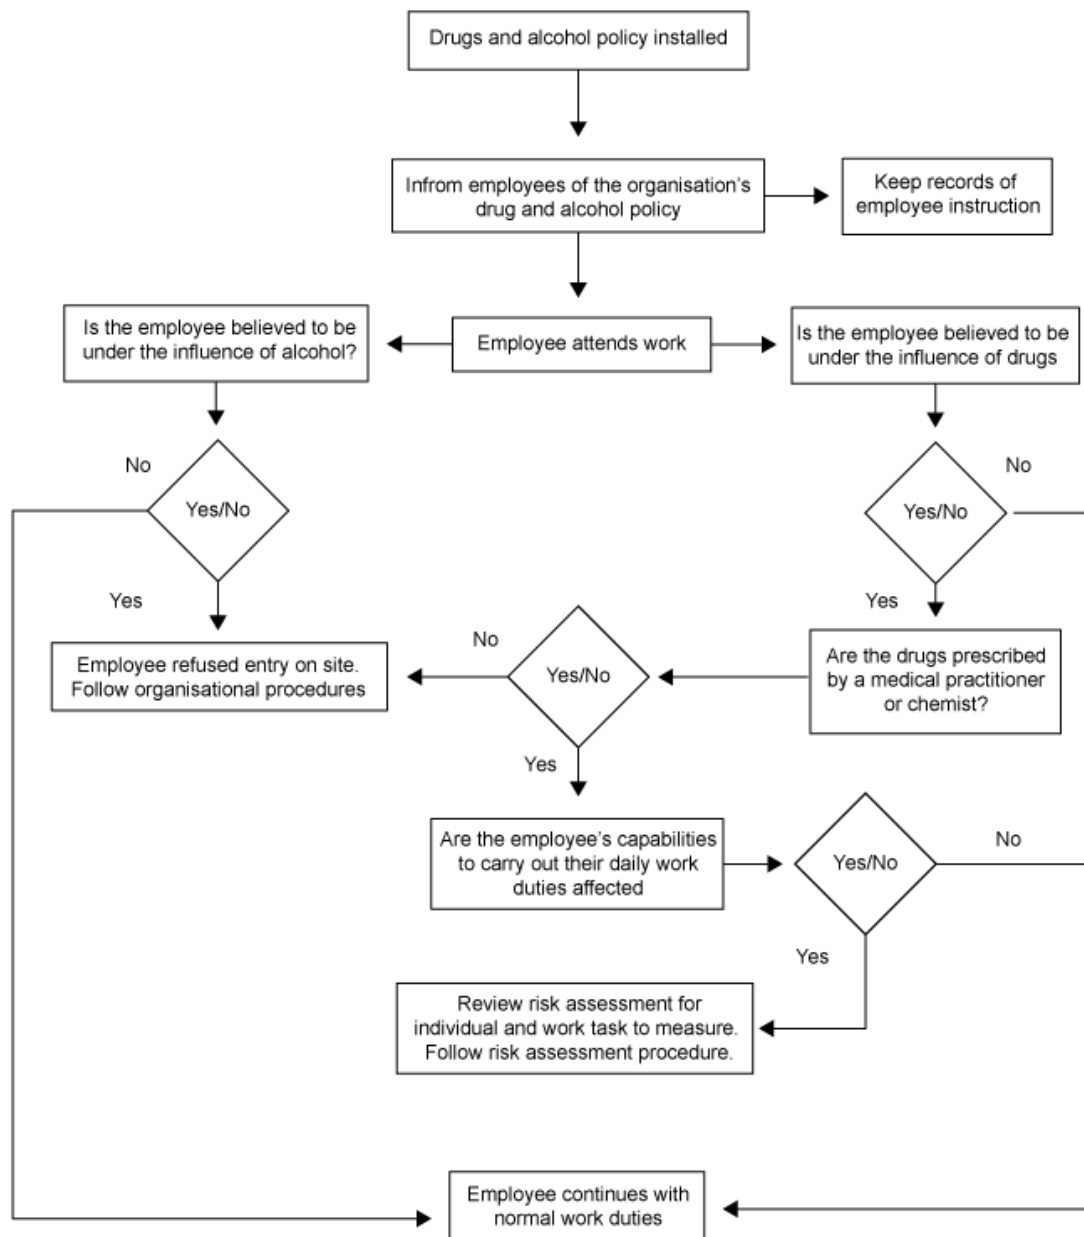 Drugs and alcohol policy installed
Infrom employees of the organisation's
drug and alcohol policy
Keep records of
employee instruction
Is the employee believed to be
under the influence of alcohol?
Employee attends work
Is the employee believed to be
under the influence of drugs
No
Yes/No
Yes
No
Yes/No
Yes
Employee refused entry on site.
Follow organisational procedures
No
Yes/No
Yes
Are the drugs prescribed
by a medical practitioner
or chemist?
Are the employee's capabilities
to carry out their daily work
duties affected
Yes/No
No
Yes
Review risk assessment for
individual and work task to measure.
Follow risk assessment procedure.
Employee continues with
normal work duties